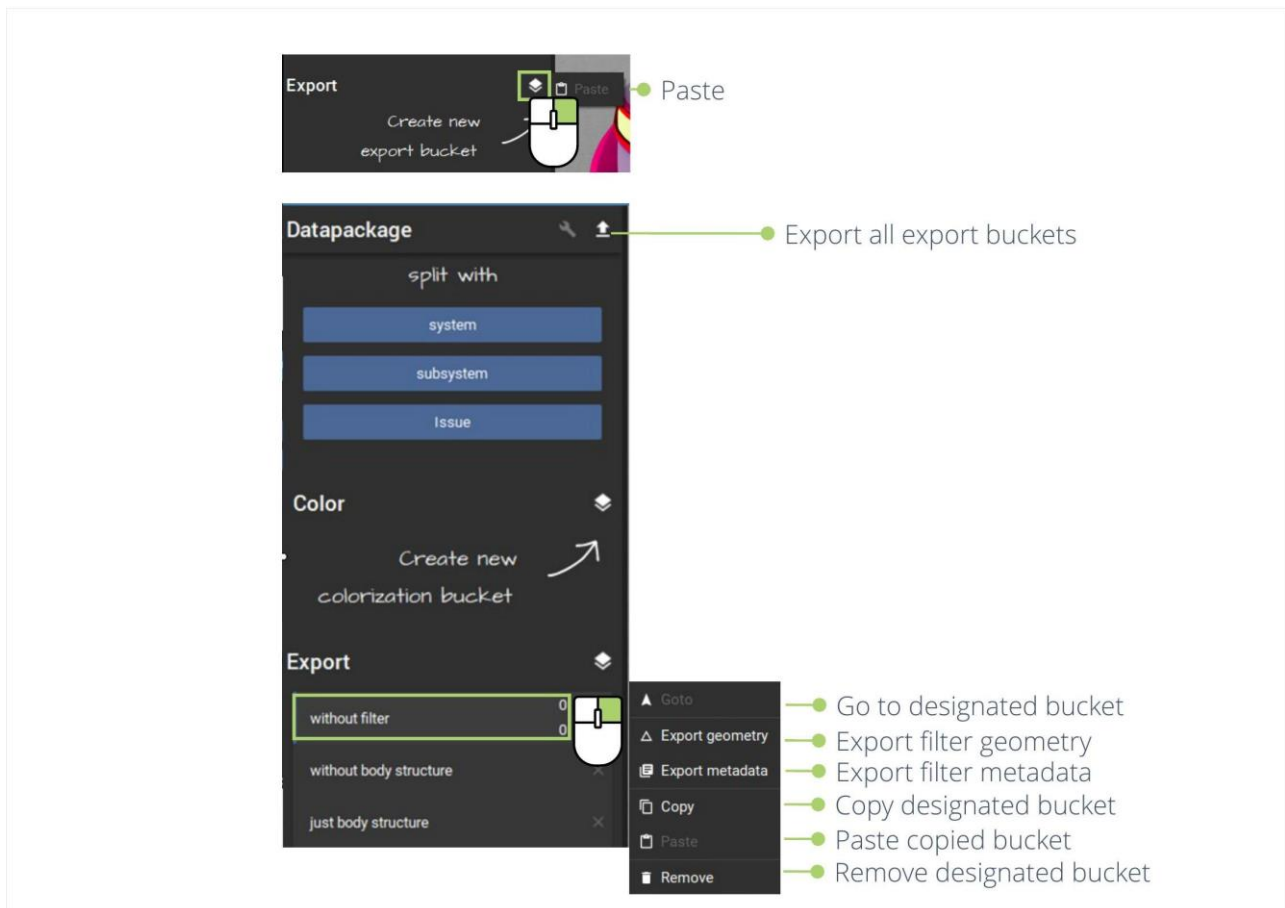 Export
Paste
Paste
Create new
export bucket
Datapackage
Export all export buckets
split with
system
subsystem
Issue
Color
Create new
colorization bucket
Export
without filter
0
0
without body structure
just body structure
Goto
Export geometry
Export metadata
Copy
Paste
Remove
Go to designated bucket
Export filter geometry
Export filter metadata
Copy designated bucket
Paste copied bucket
Remove designated bucket